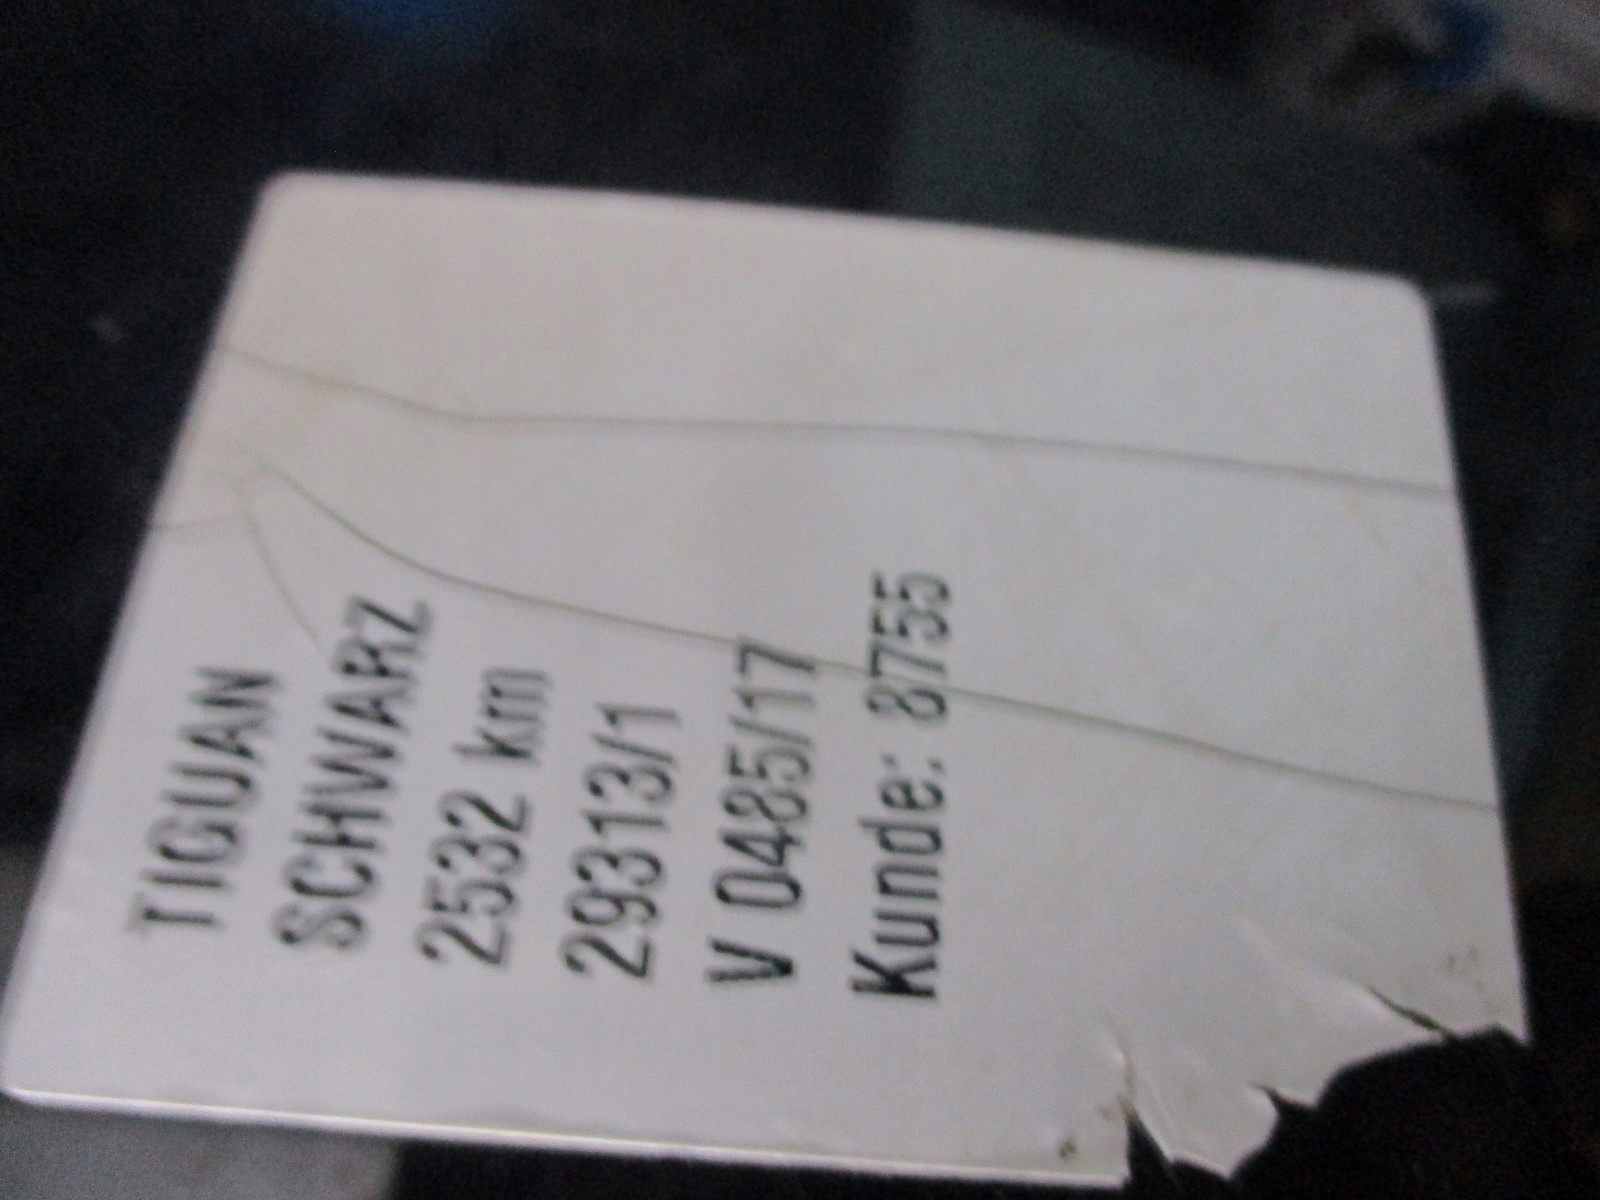 TIGUAN
SCHWARZ
2532 km
29313/1
V 0485/17
Kunde: 8755